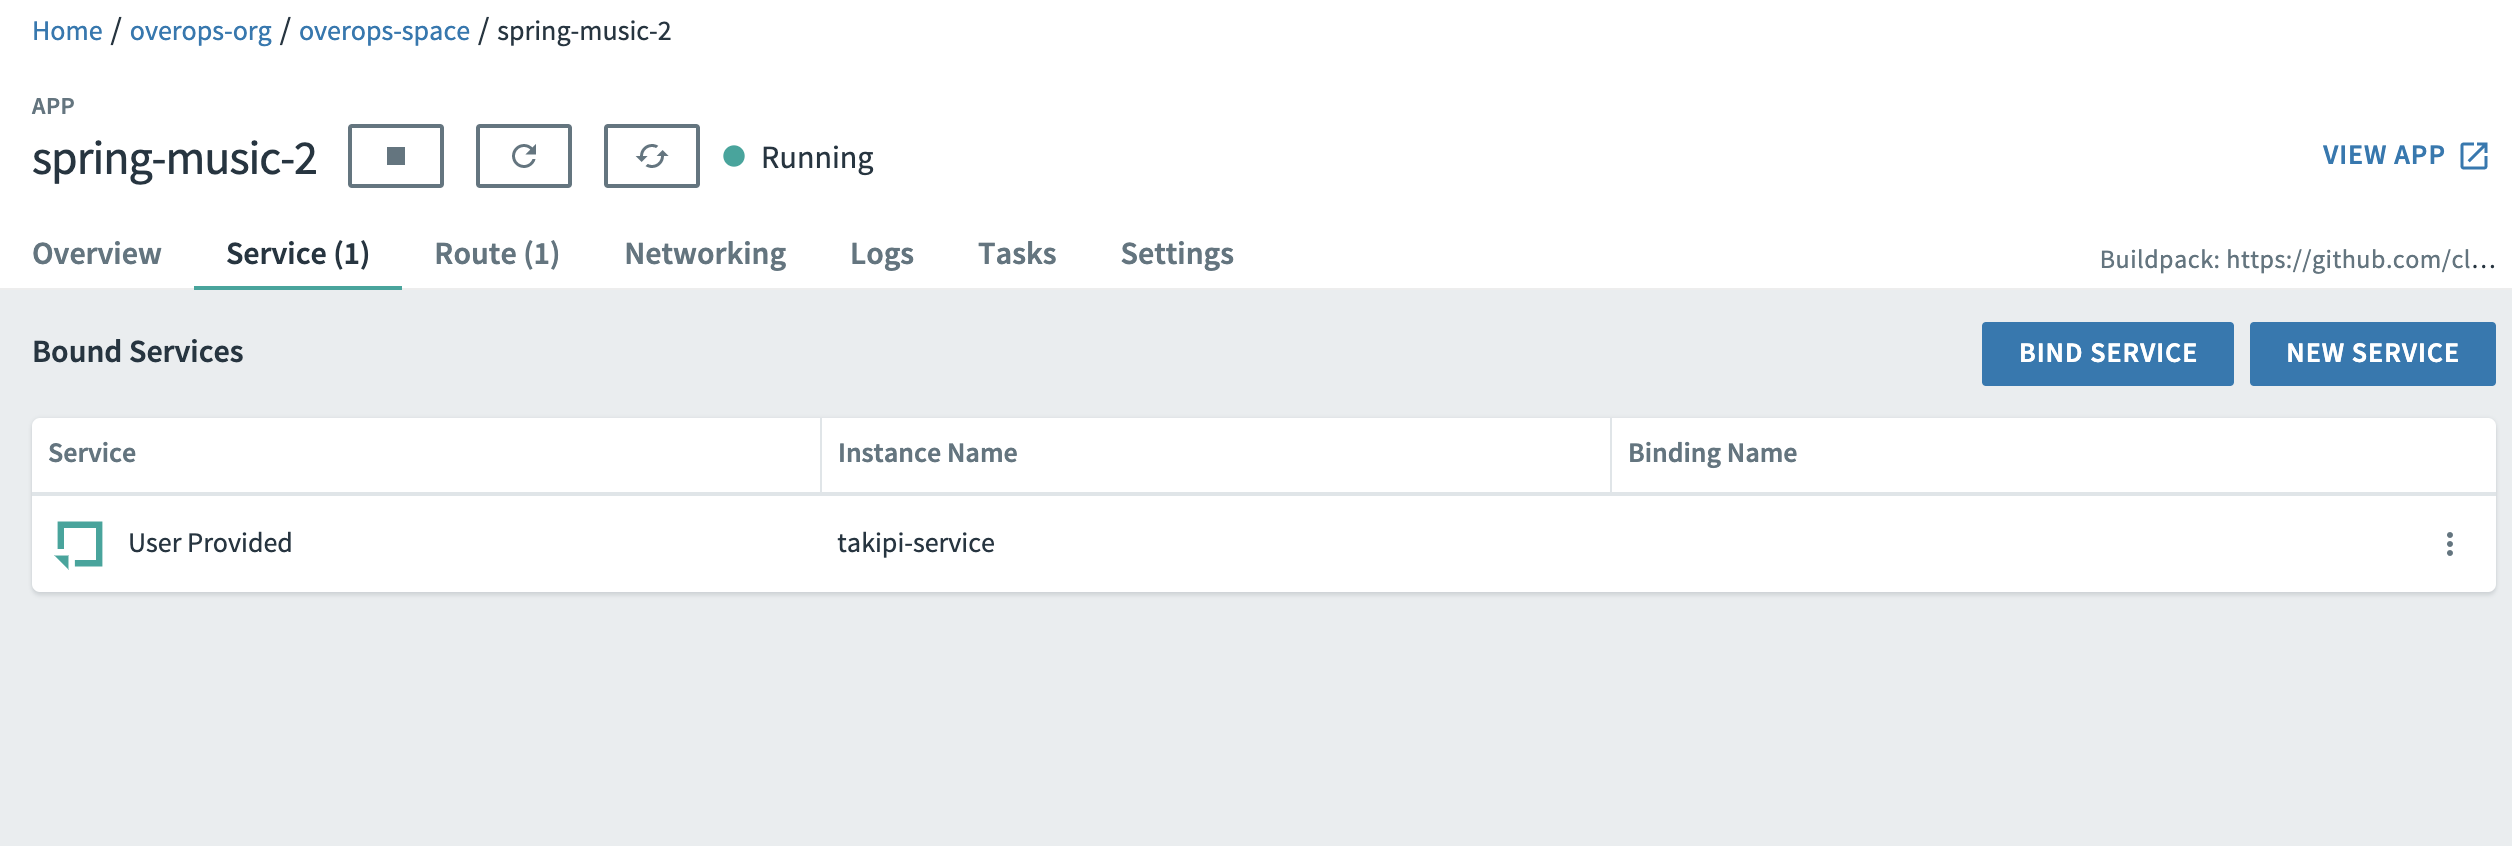 Home / overops-org / overops-space / spring-music-2
APP
spring-music-2 Running VIEW APP
Overview Service (1) Route (1) Networking Logs Tasks Settings Buildpack: https://github.com/cl...
Bound Services BIND SERVICE NEW SERVICE
Service Instance Name Binding Name
User Provided takipi-service